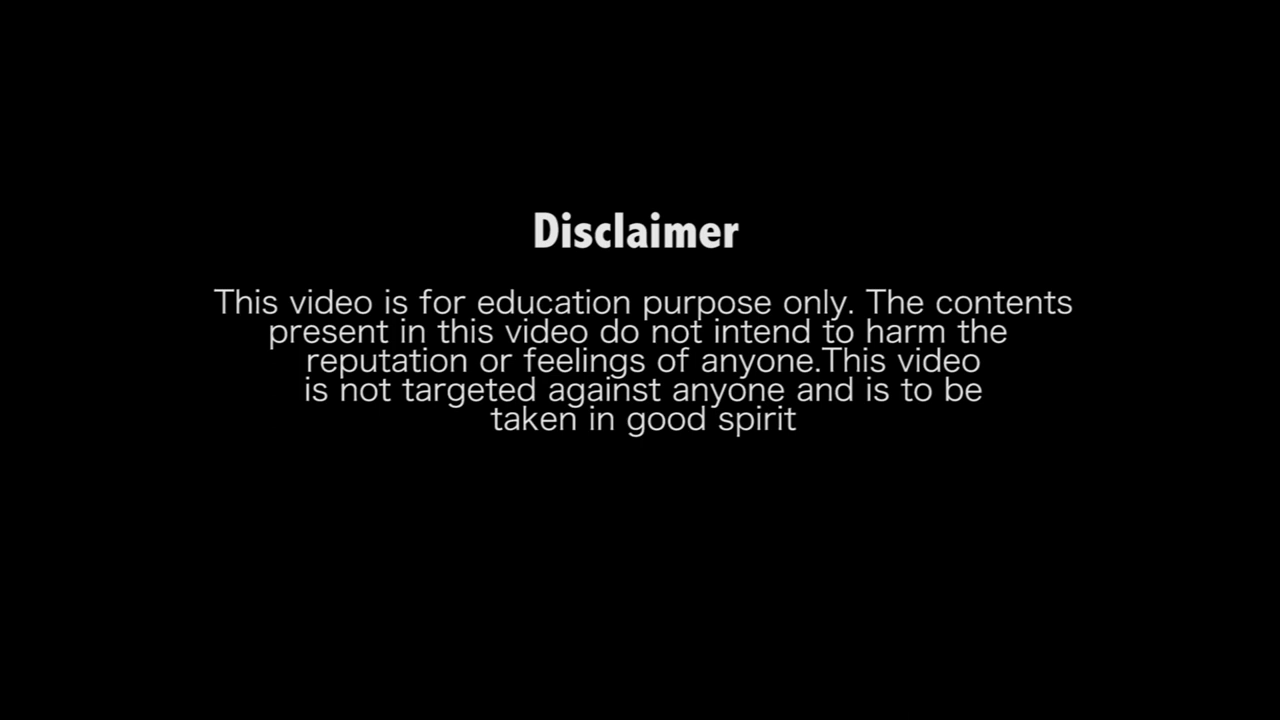 Disclaimer
This video is for education purpose only. The contents
present in this video do not intend to harm the
reputation or feelings of anyone.This video
is not targeted against anyone and is to be
taken in good spirit